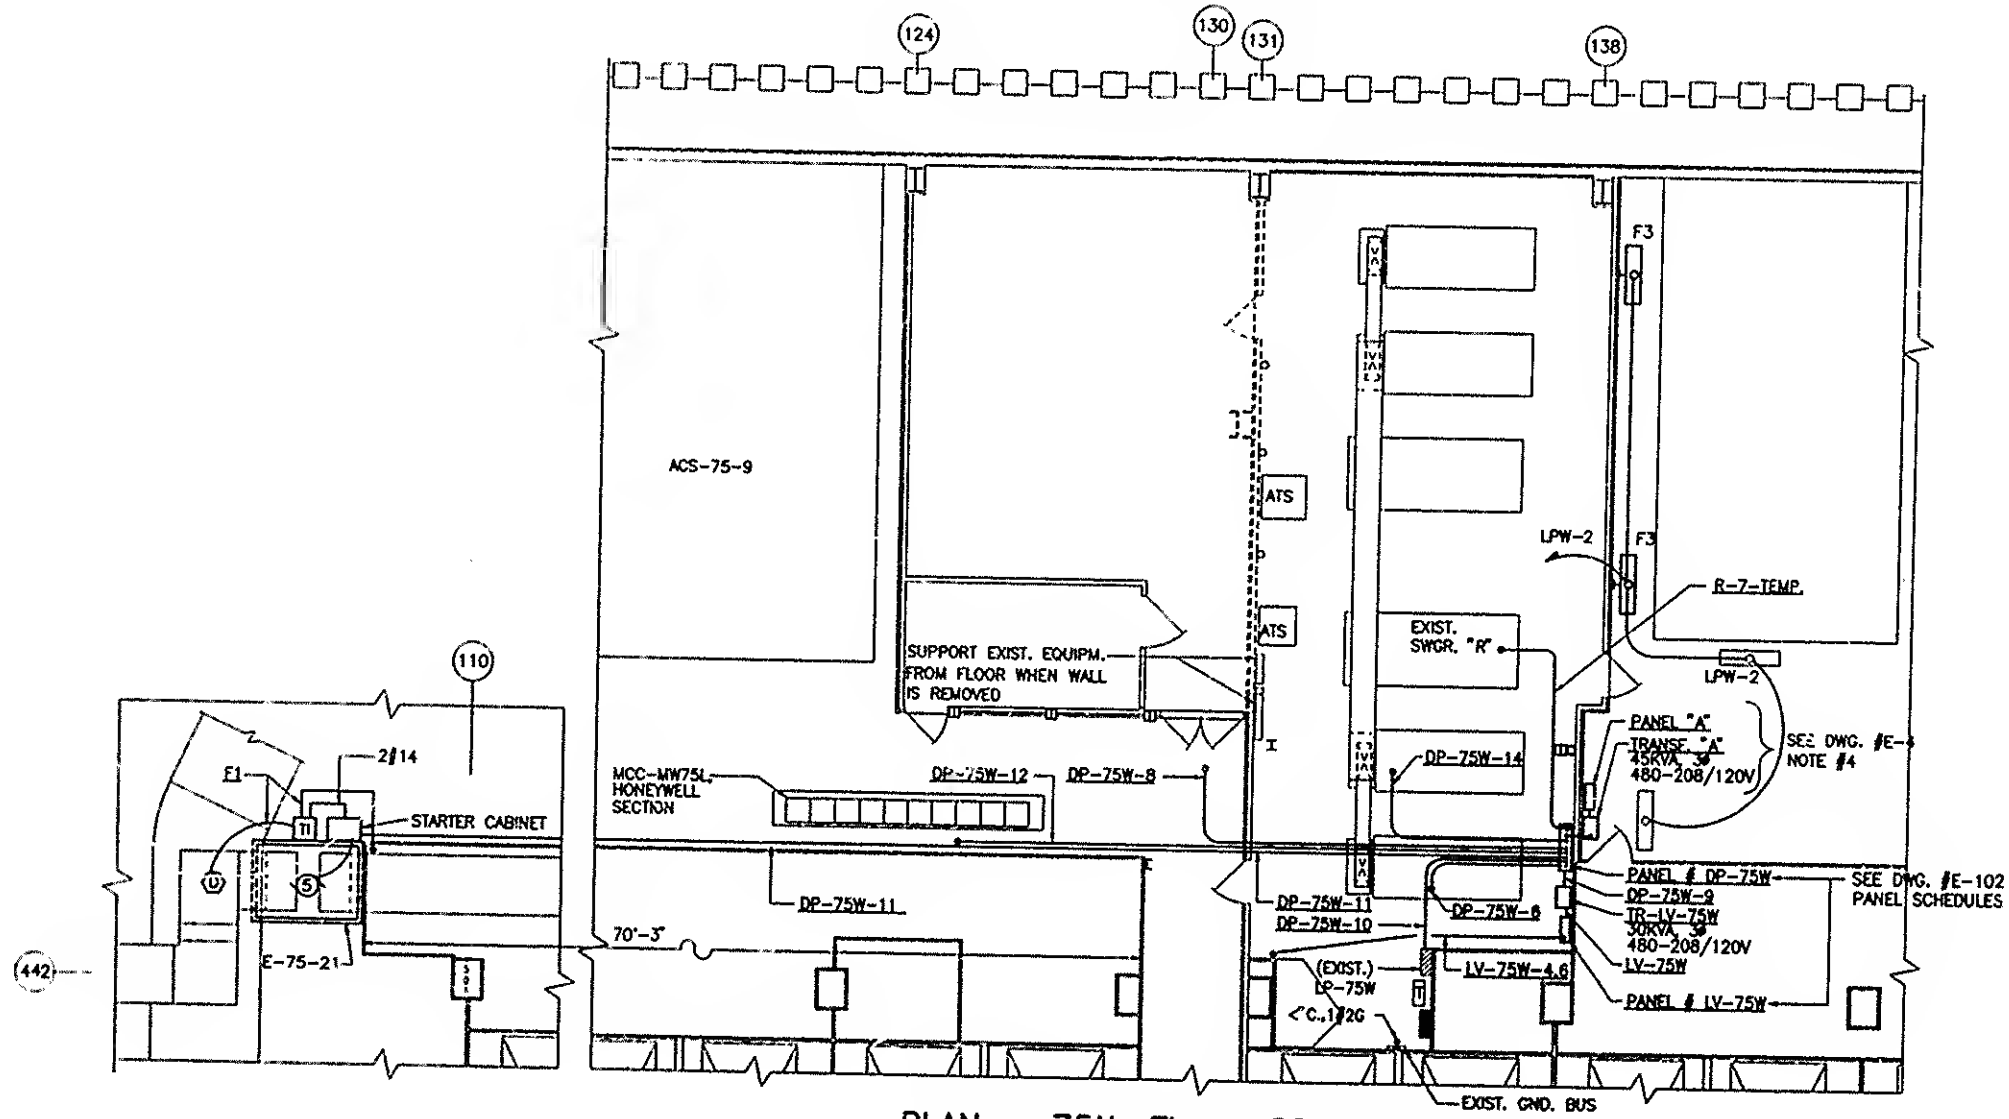 124
130
131
138
F3
ACS-75-9
ATS
LPW-2
F3
R-7-TEMP.
ATS
EXIST.
SWGR. "R"
SUPPORT EXIST. EQUIPM.
FROM FLOOR WHEN WALL
IS REMOVED
LPW-2
110
PANEL "A"
TRANSF. "A"
45KVA, 3ø
480-208/120V
SEE DWG. #E-4
NOTE #4
2#14
F1
MCC-MW75L,
HONEYWELL
SECTION
DP-75W-12
DP-75W-8
DP-75W-14
T1
STARTER CABINET
U
5
PANEL # DP-75W
SEE DWG. #E-102
PANEL SCHEDULES
DP-75W-9
DP-75W-11
DP-75W-11
DP-75W-6
TR-LV-75W
30KVA, 3ø
480-208/120V
DP-75W-10
70'-3"
E-75-21
442
(EXIST.)
LP-75W
LV-75W-4,6
LV-75W
PANEL # LV-75W
"C.,1#2G
T
EXIST. GND. BUS